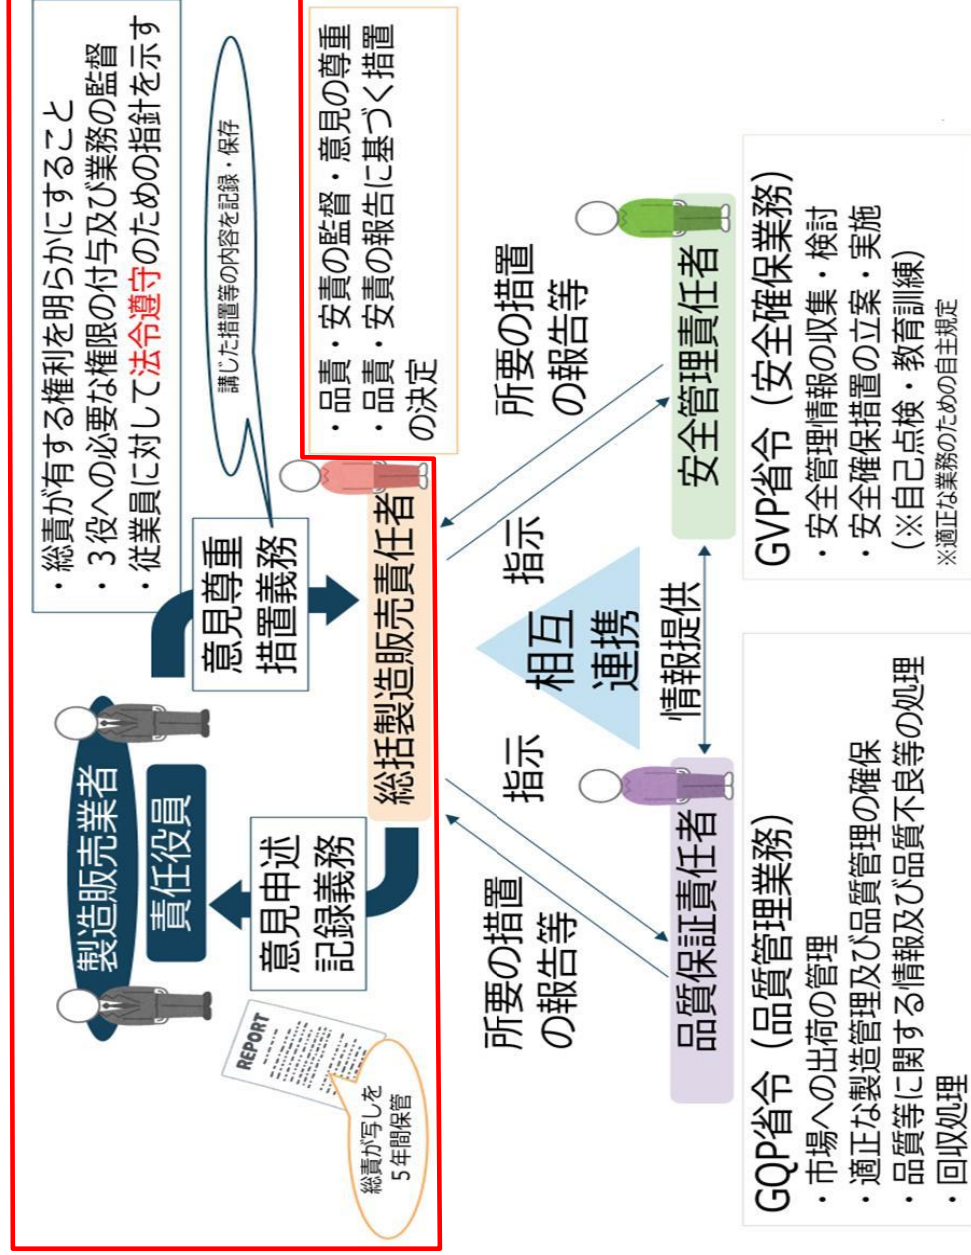 製造販売業者
責任役員
・総責が有する権利を明らかにすること
・３役への必要な権限の付与及び業務の監督
・従業員に対して法令遵守のための指針を示す
REPORT
総責が写しを
５年間保管
意見申述
記録義務
意見尊重
措置義務
講じた措置等の内容を記録・保存
総括製造販売責任者
・品責・安責の監督・意見の尊重
・品責・安責の報告に基づく措置
の決定
所要の措置
の報告等
指示
相互
連携
指示
所要の措置
の報告等
品質保証責任者
情報提供
安全管理責任者
GQP省令（品質管理業務）
・市場への出荷の管理
・適正な製造管理及び品質管理の確保
・品質等に関する情報及び品質不良等の処理
・回収処理
GVP省令（安全確保業務）
・安全管理情報の収集・検討
・安全確保措置の立案・実施
(※自己点検・教育訓練)
※適正な業務のための自主規定